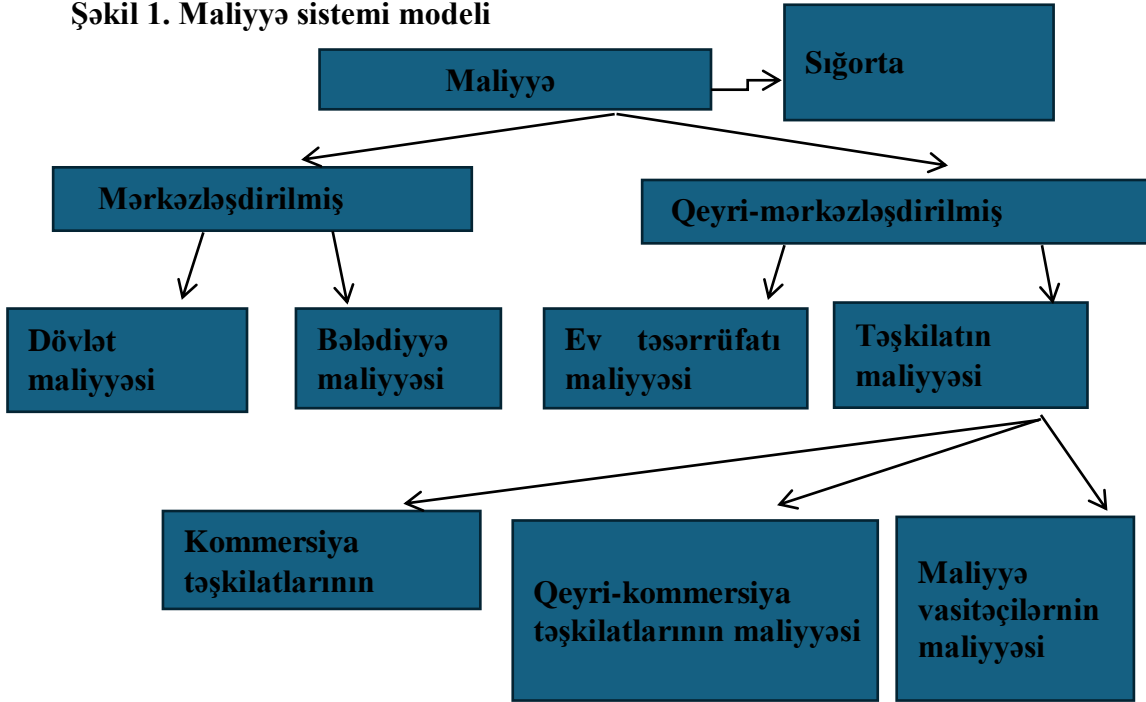 Şəkil 1. Maliyyə sistemi modeli
Maliyyə
Sığorta
Mərkəzləşdirilmiş
Qeyri-mərkəzləşdirilmiş
Dövlət
maliyyəsi
Bələdiyyə
maliyyəsi
Ev təsərrüfatı
maliyyəsi
Təşkilatın
maliyyəsi
Kommersiya
təşkilatlarının
Qeyri-kommersiya
təşkilatlarının maliyyəsi
Maliyyə
vasitəçilərnin
maliyyəsi